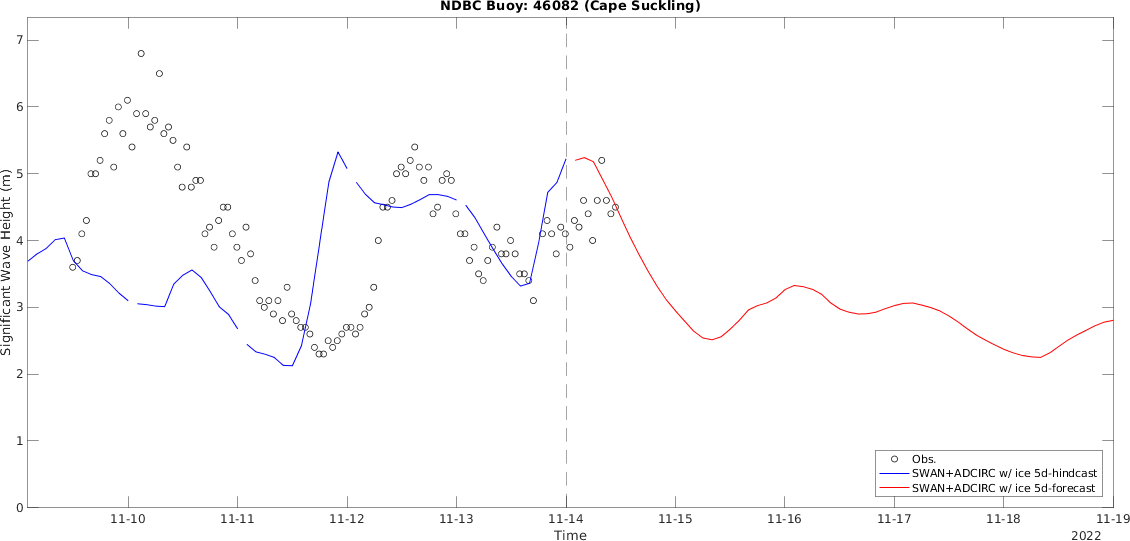 NDBC Buoy: 46082 (Cape Suckling)
7
6
5
4
3
2
1
0
Significant Wave Height (m)
Obs.
SWAN+ADCIRC w/ ice 5d-hindcast
SWAN+ADCIRC w/ ice 5d-forecast
11-10 11-11 11-12 11-13 11-14 11-15 11-16 11-17 11-18 11-19
Time
2022